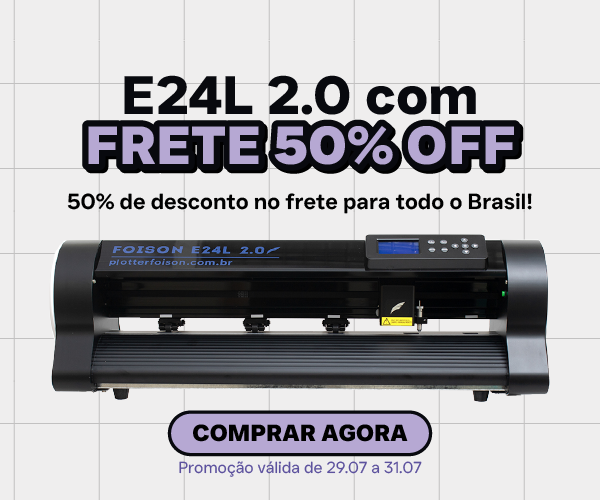 E24L 2.0 com
FRETE 50% OFF
50% de desconto no frete para todo o Brasil!
FOISON E24L 2.0
plotterfoison.com.br
COMPRAR AGORA
Promoção válida de 29.07 a 31.07